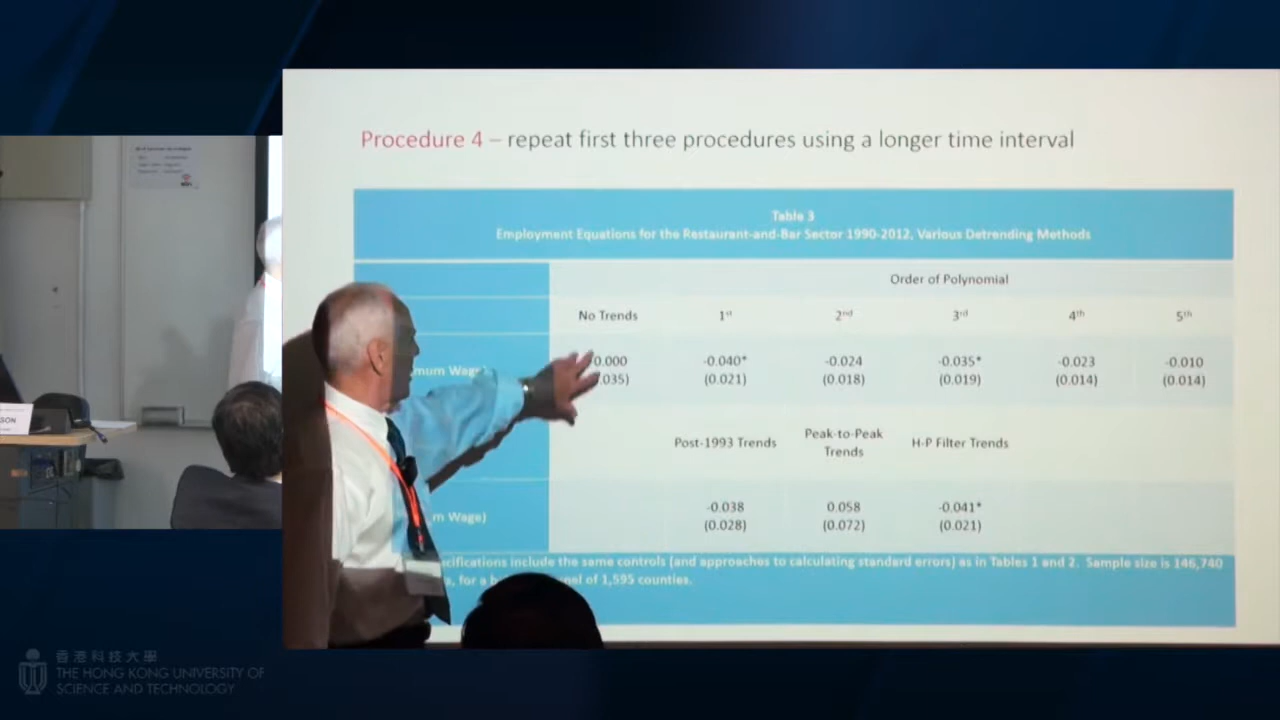 Procedure 4 – repeat first three procedures using a longer time interval
Table 3
Employment Equations for the Restaurant-and-Bar Sector 1990-2012, Various Detrending Methods
Order of Polynomial
No Trends 1st 2nd 3rd 4th 5th
mum Wage) 0.000 -0.040* -0.024 -0.035* -0.023 -0.010
035) (0.021) (0.018) (0.019) (0.014) (0.014)
Post-1993 Trends Peak-to-Peak Trends H-P Filter Trends
m Wage) -0.038 0.058 -0.041*
(0.028) (0.072) (0.021)
cifications include the same controls (and approaches to calculating standard errors) as in Tables 1 and 2. Sample size is 146,740
, for a b nel of 1,595 counties.
SON
香港科技大學
THE HONG KONG UNIVERSITY OF
SCIENCE AND TECHNOLOGY